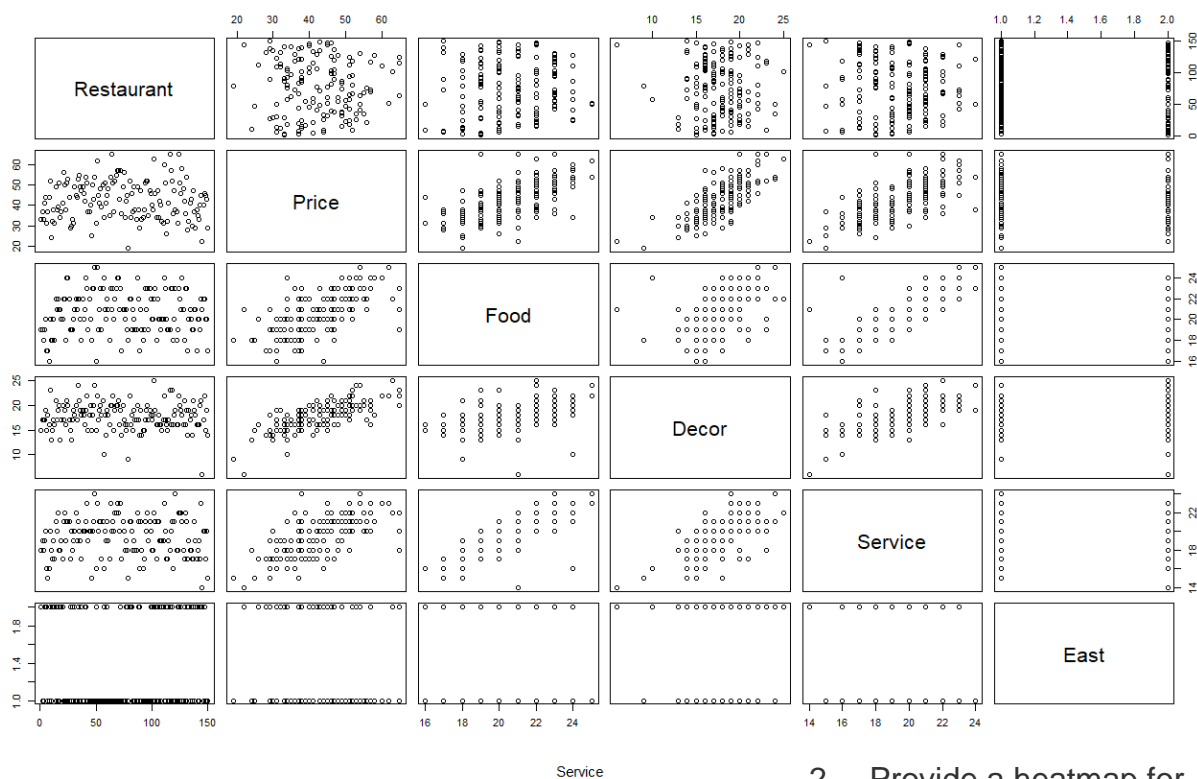 20 30 40 50 60
10 15 20 25
1.0 1.2 1.4 1.6 1.8 2.0
Restaurant
0 50 100 150
20 30 40 50 60
Price
Food
16 18 20 22 24
10 15 20 25
Decor
Service
14 18 22
1.0 1.4 1.8
East
0 50 100 150
16 18 20 22 24
14 16 18 20 22 24
Service
2. Provide a heatmap for